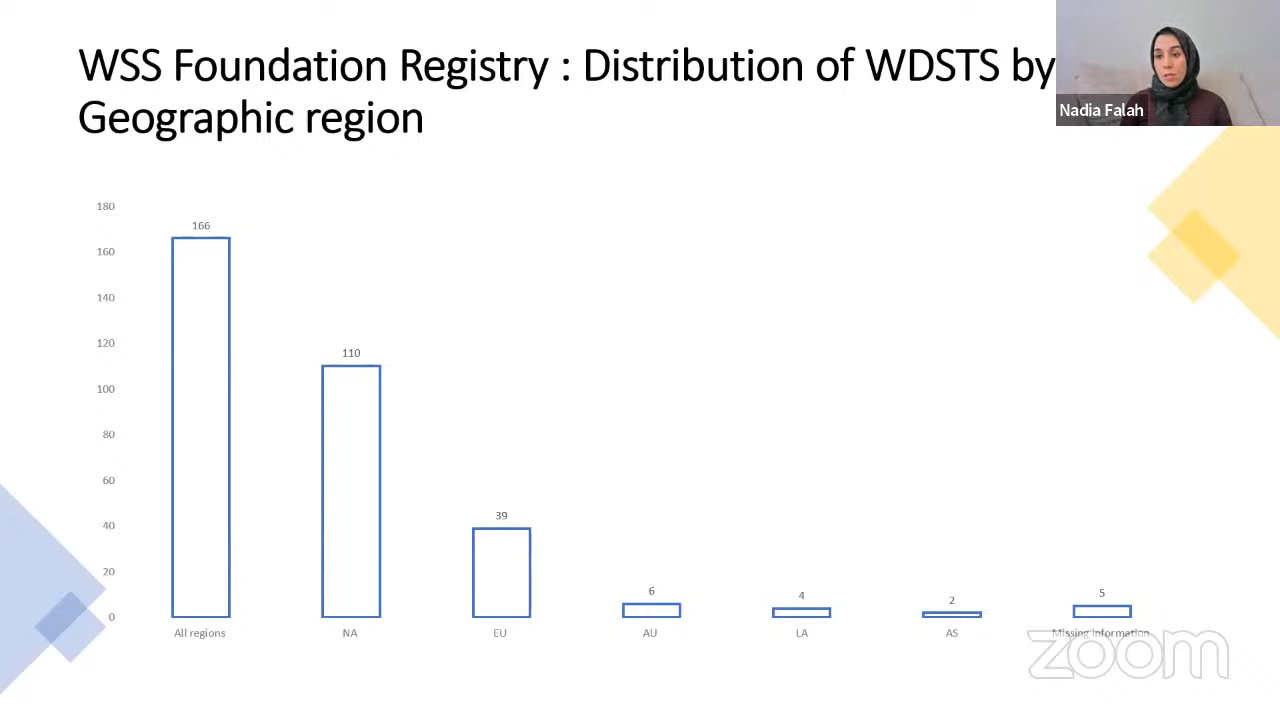 WSS Foundation Registry : Distribution of WDSTS by
Geographic region
Nadia Falah
180
160
140
120
100
80
60
40
20
0
166
110
39
6
4
2
5
All regions
NA
EU
AU
LA
AS
Missing information
zoom